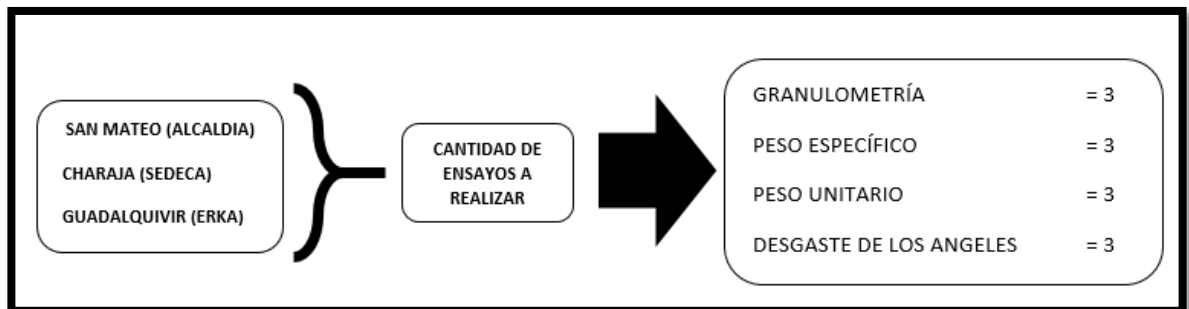 SAN MATEO (ALCALDIA)
CHARAJA (SEDECA)
GUADALQUIVIR (ERKA)
CANTIDAD DE
ENSAYOS A
REALIZAR
GRANULOMETRÍA = 3
PESO ESPECÍFICO = 3
PESO UNITARIO = 3
DESGASTE DE LOS ANGELES = 3